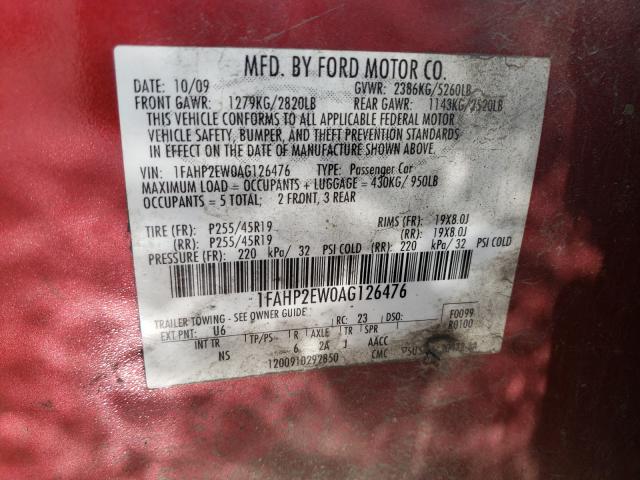 MFD. BY FORD MOTOR CO.
DATE: 10/09 GVWR: 2386KG/5260LB
FRONT GAWR: 1279KG/2820LB REAR GAWR: 1143KG/2520LB
THIS VEHICLE CONFORMS TO ALL APPLICABLE FEDERAL MOTOR
VEHICLE SAFETY, BUMPER, AND THEFT PREVENTION STANDARDS
IN EFFECT ON THE DATE OF MANUFACTURE SHOWN ABOVE.
VIN: 1FAHP2EW0AG126476 TYPE: Passenger Car
MAXIMUM LOAD = OCCUPANTS + LUGGAGE = 430KG/ 950LB
OCCUPANTS = 5 TOTAL; 2 FRONT, 3 REAR
TIRE (FR): P255/45R19 RIMS (FR): 19X8.0J
(RR): P255/45R19 (RR): 19X8.0J
PRESSURE (FR): 220 kPa/ 32 PSI COLD (RR): 220 kPa/ 32 PSI COLD
1FAHP2EW0AG126476
TRAILER TOWING - SEE OWNER GUIDE
RC: 23 DSO: F0099
EXT PNT: U6 R0100
INT TR TP/PS R AXLE TR SPR
NS 6 2A J AACC
1200910292850 CMC